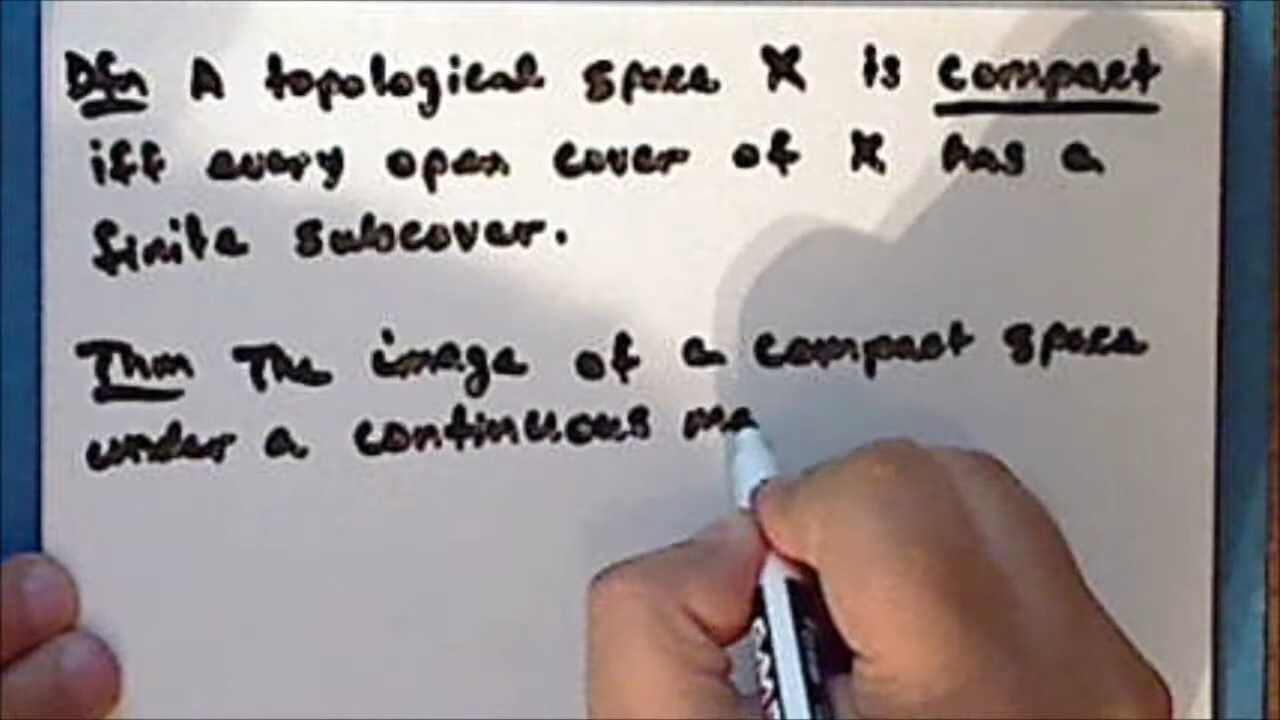 Dfn A topological space X is compact
iff every open cover of X has a
finite subcover.
Thm The image of a compact space
under a continuous ma